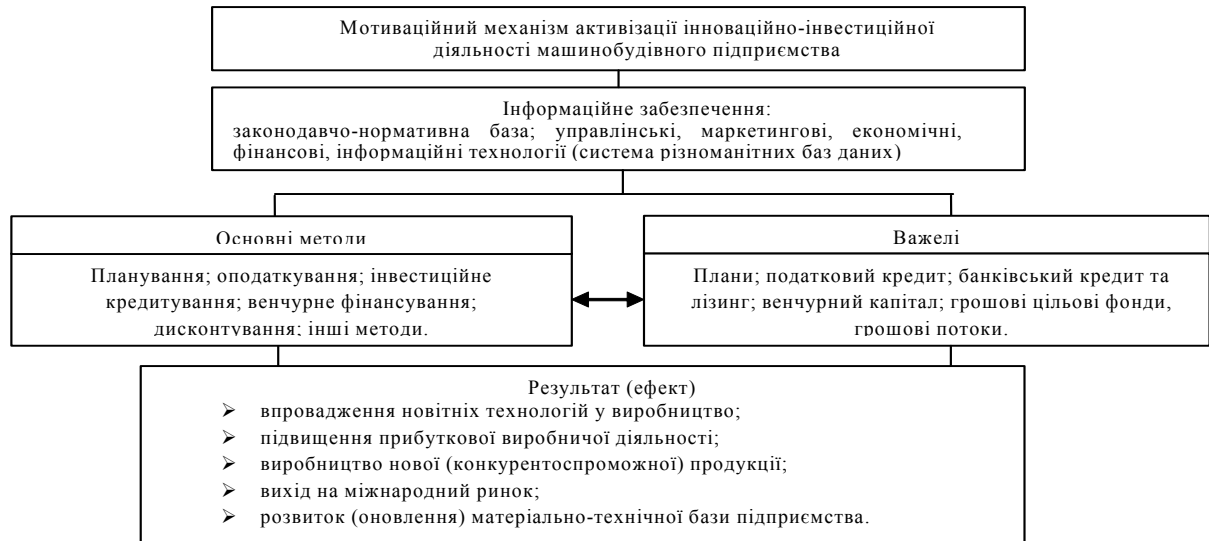 Мотиваційний механізм активізації інноваційно-інвестиційної
діяльності машинобудівного підприємства
Інформаційне забезпечення:
законодавчо-нормативна база; управлінські, маркетингові, економічні,
фінансові, інформаційні технології (система різноманітних баз даних)
Основні методи
Планування; оподаткування; інвестиційне
кредитування; венчурне фінансування;
дисконтування; інші методи.
Важелі
Плани; податковий кредит; банківський кредит та
лізинг; венчурний капітал; грошові цільові фонди,
грошові потоки.
Результат (ефект)
➢ впровадження новітніх технологій у виробництво;
➢ підвищення прибуткової виробничої діяльності;
➢ виробництво нової (конкурентоспроможної) продукції;
➢ вихід на міжнародний ринок;
➢ розвиток (оновлення) матеріально-технічної бази підприємства.